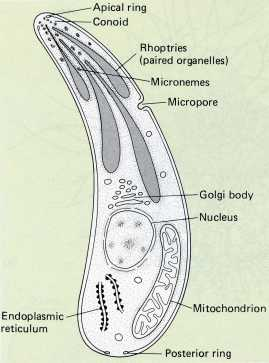 Apical ring
Conoid
Rhoptries
(paired organelles)
Micronemes
Micropore
Golgi body
Nucleus
Mitochondrion
Endoplasmic
reticulum
Posterior ring